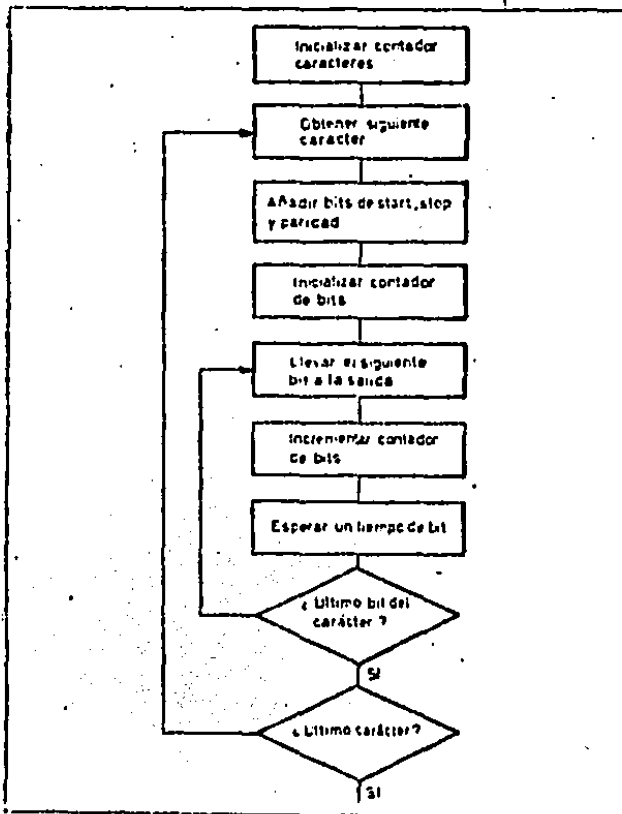 Inicializar contador
caracteres
Obtener siguiente
carácter
Añadir bits de start, stop
y paridad
Inicializar contador
de bits
Llevar el siguiente
bit a la salida
Incrementar contador
de bits
Esperar un tiempo de bit
¿ Ultimo bit del
carácter ?
SI
¿ Ultimo carácter ?
SI